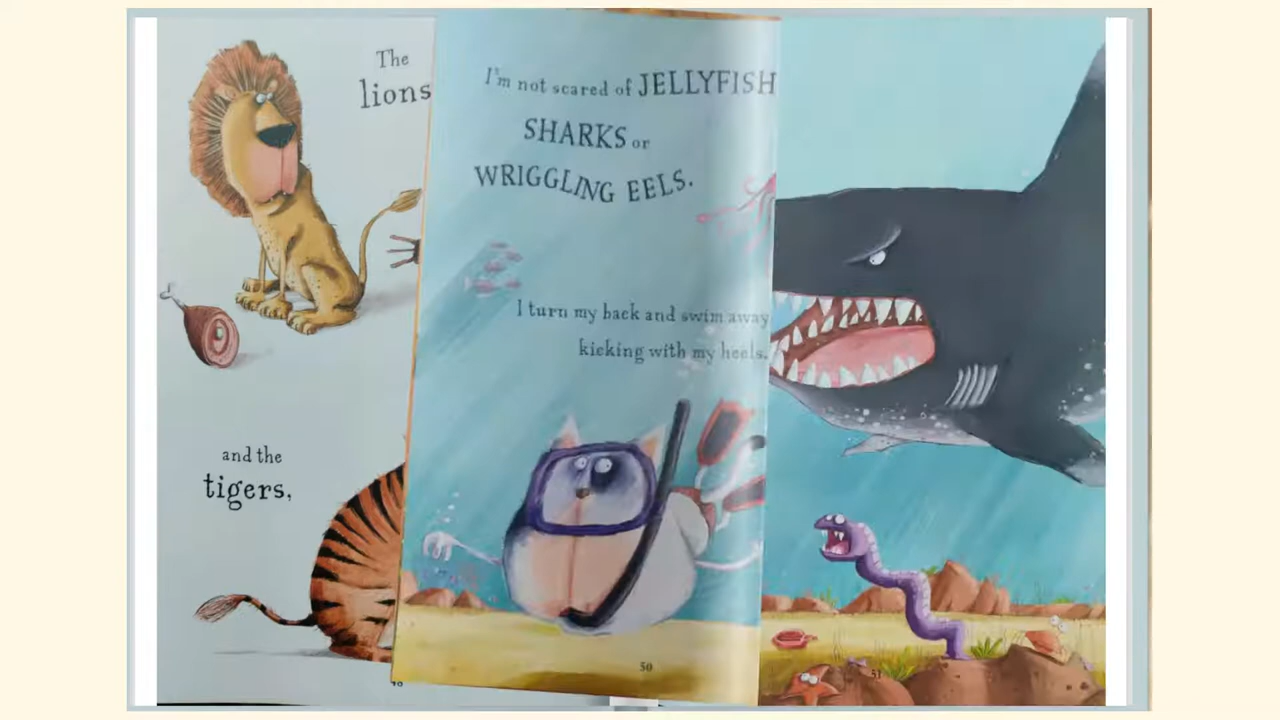 The
lions
and the
tigers,
I'm not scared of JELLYFISH
SHARKS or
WRIGGLING EELS.
I turn my back and swim away
kicking with my heels.
50
51